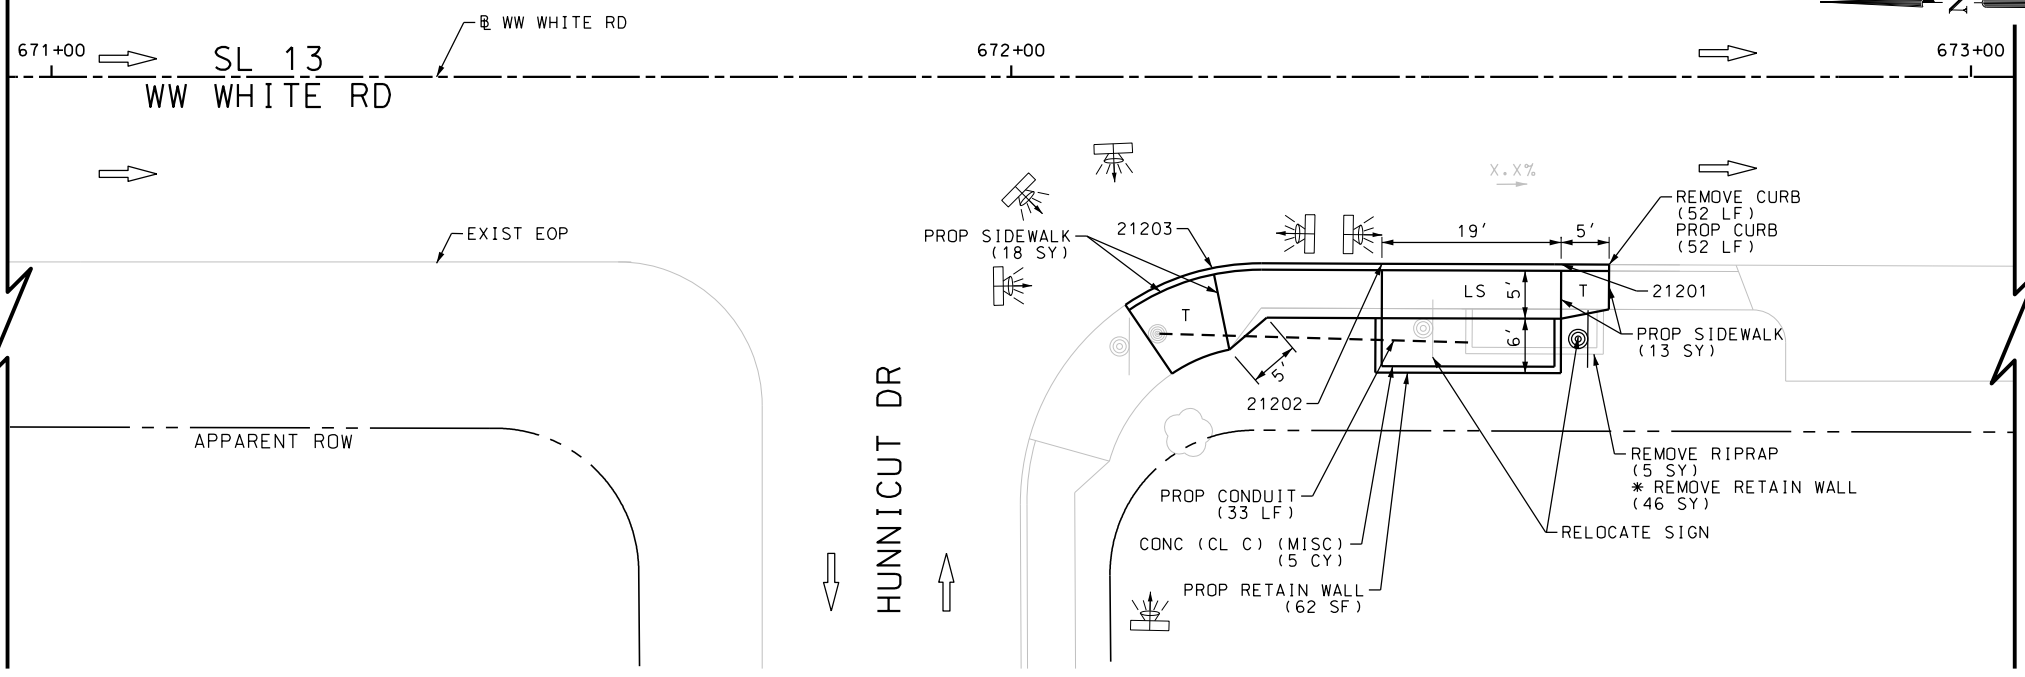 ℄ WW WHITE RD
671+00
672+00
673+00
SL 13
WW WHITE RD
N
EXIST EOP
X.X%
REMOVE CURB
(52 LF)
PROP CURB
(52 LF)
PROP SIDEWALK
(18 SY)
21203
19'
5'
LS
5'
T
21201
T
6'
PROP SIDEWALK
(13 SY)
5'
21202
APPARENT ROW
HUNNICUT DR
REMOVE RIPRAP
(5 SY)
* REMOVE RETAIN WALL
(46 SY)
PROP CONDUIT
(33 LF)
RELOCATE SIGN
CONC (CL C) (MISC)
(5 CY)
PROP RETAIN WALL
(62 SF)